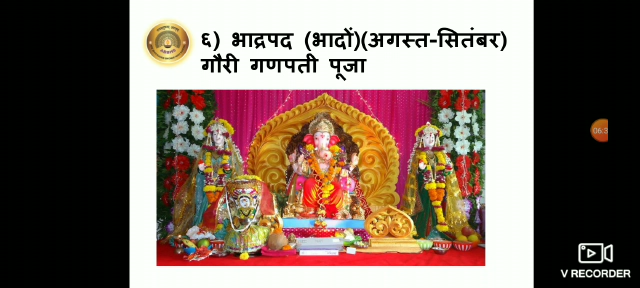 ६) भाद्रपद (भादों)(अगस्त-सितंबर)
गौरी गणपती पूजा
V RECORDER